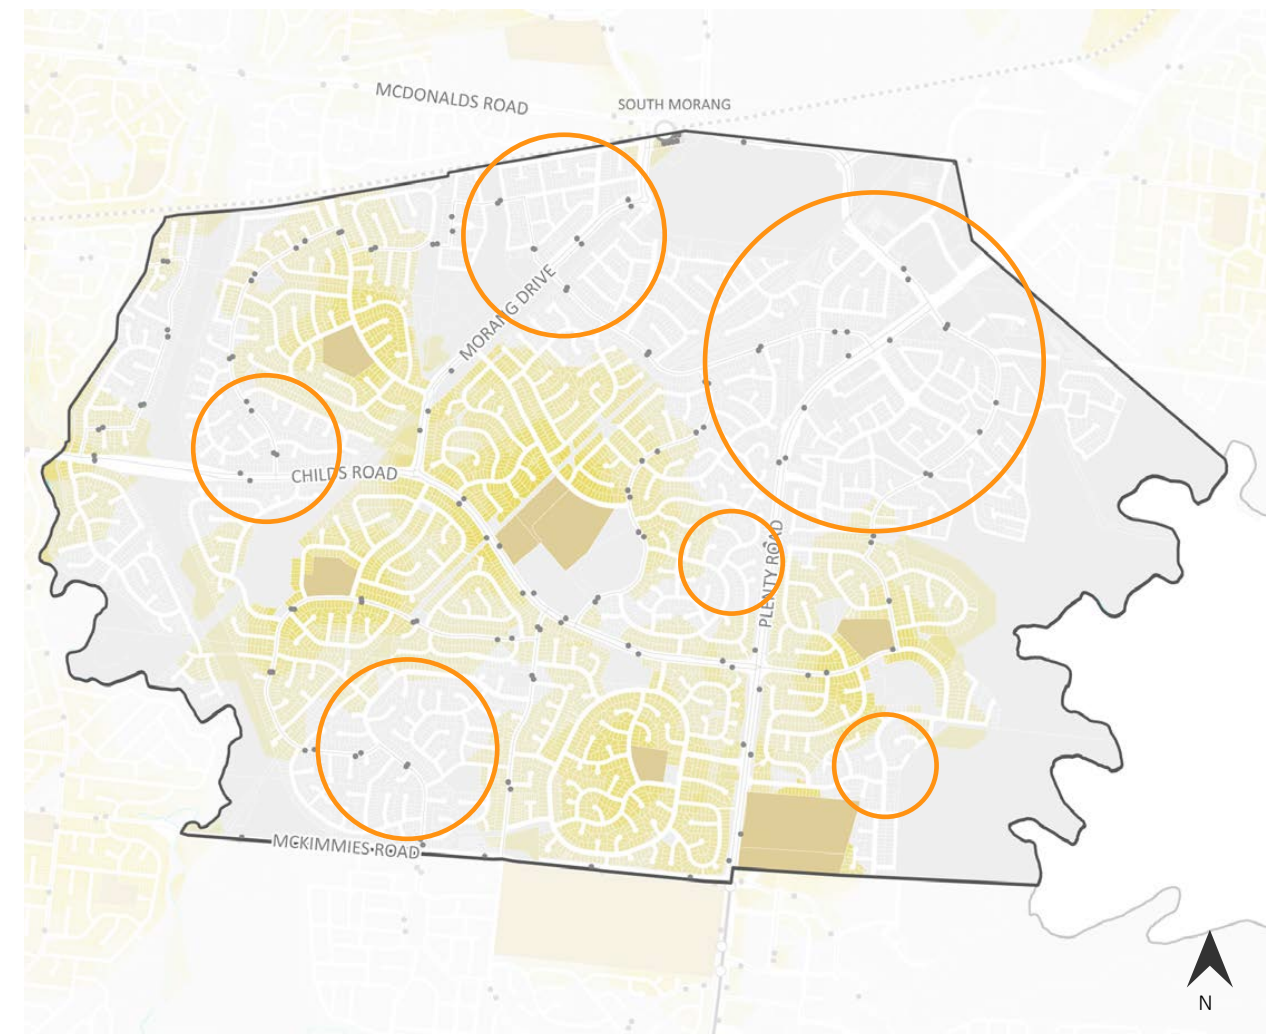 MCDONALDS ROAD
SOUTH MORANG
MORANG DRIVE
CHILDS ROAD
PLENTY ROAD
MCKIMMIES ROAD
N